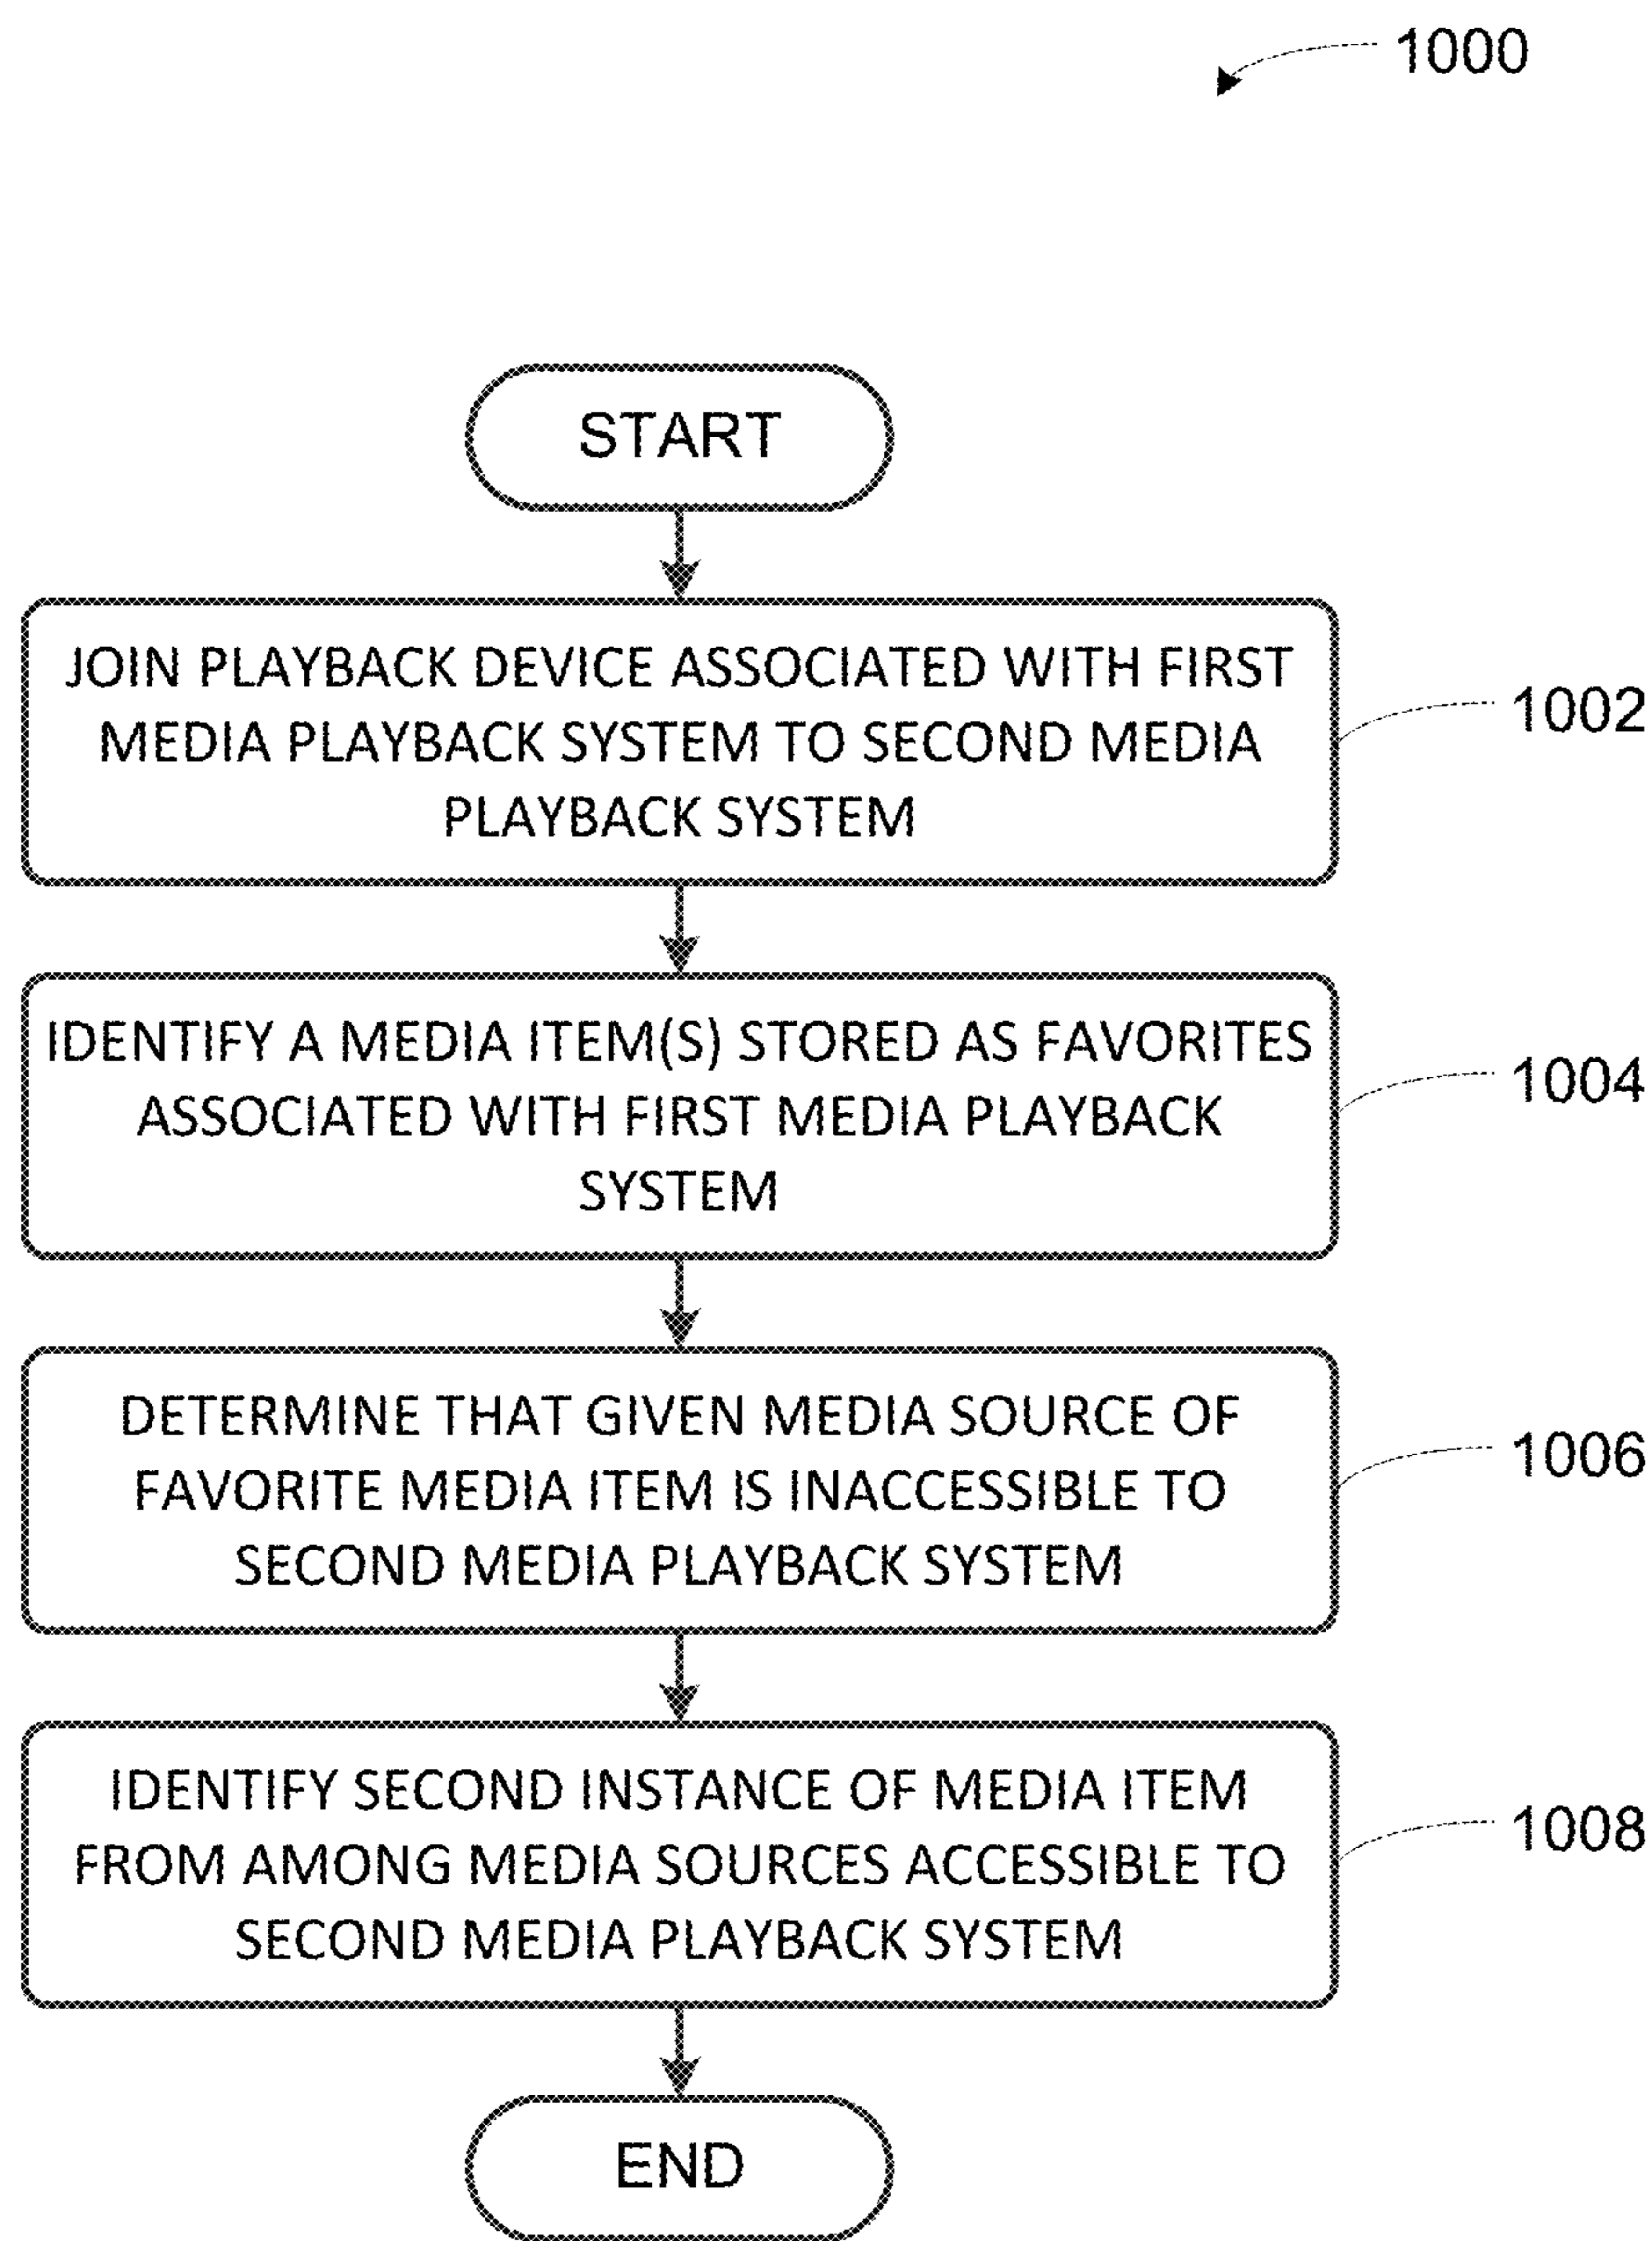 1000
START
JOIN PLAYBACK DEVICE ASSOCIATED WITH FIRST
MEDIA PLAYBACK SYSTEM TO SECOND MEDIA
PLAYBACK SYSTEM
1002
IDENTIFY A MEDIA ITEM(S) STORED AS FAVORITES
ASSOCIATED WITH FIRST MEDIA PLAYBACK
SYSTEM
1004
DETERMINE THAT GIVEN MEDIA SOURCE OF
FAVORITE MEDIA ITEM IS INACCESSIBLE TO
SECOND MEDIA PLAYBACK SYSTEM
1006
IDENTIFY SECOND INSTANCE OF MEDIA ITEM
FROM AMONG MEDIA SOURCES ACCESSIBLE TO
SECOND MEDIA PLAYBACK SYSTEM
1008
END